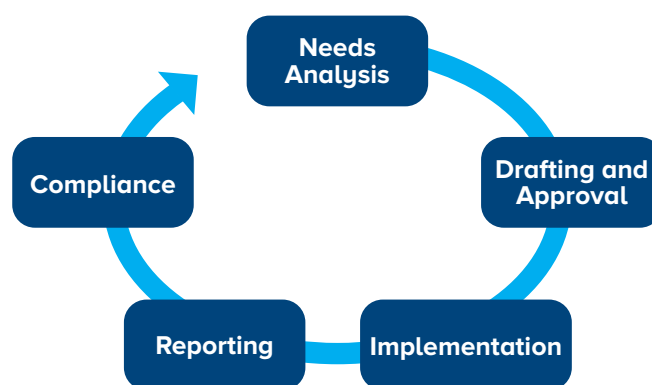 Needs
Analysis
Drafting and
Approval
Implementation
Reporting
Compliance